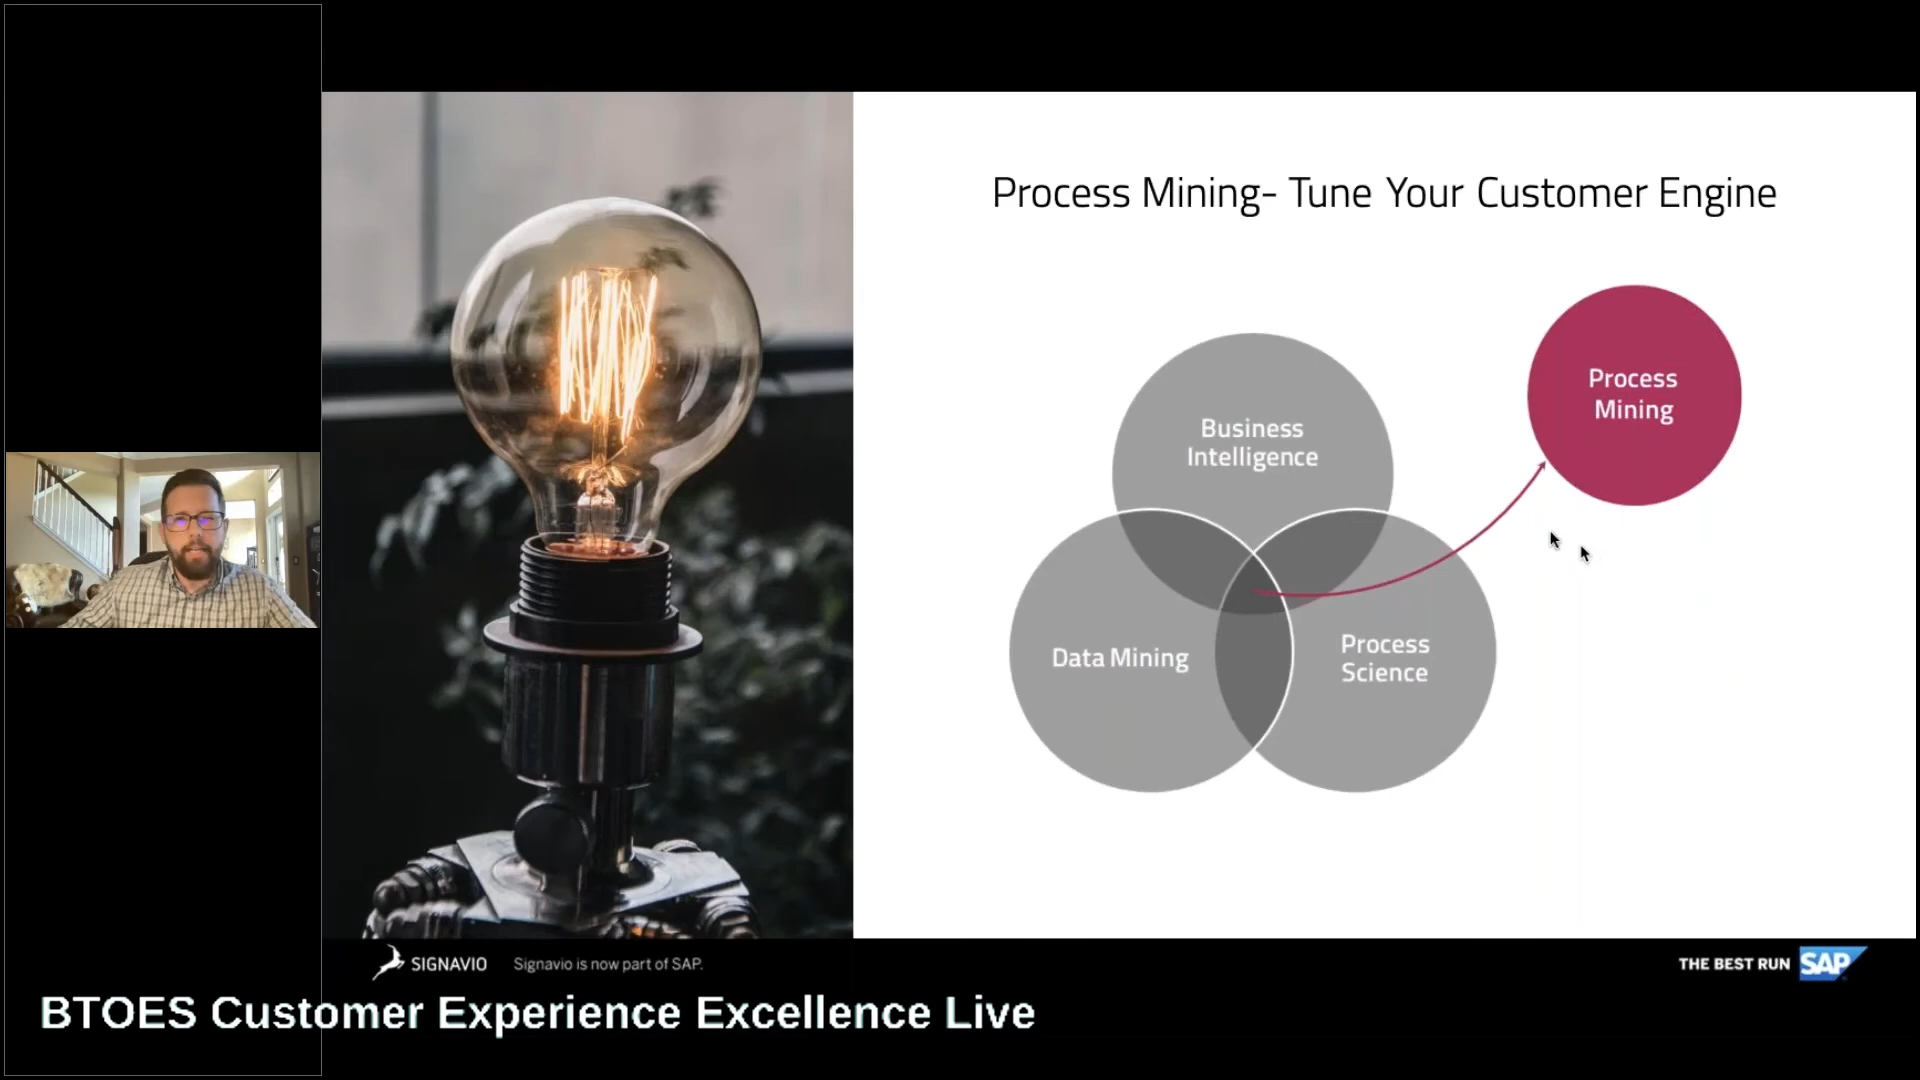 Process Mining- Tune Your Customer Engine
Process
Mining
Business
Intelligence
Data Mining
Process
Science
SIGNAVIO
Signavio is now part of SAP.
THE BEST RUN
SAP
BTOES Customer Experience Excellence Live